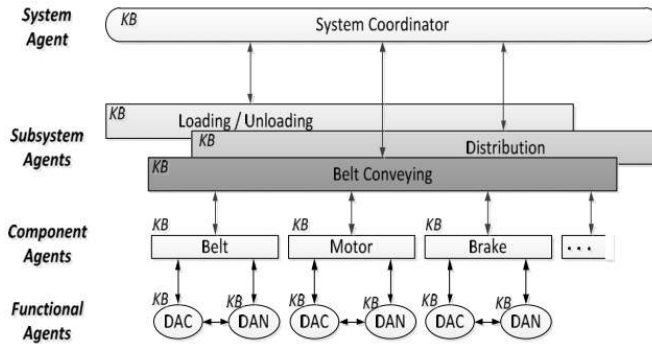 System
Agent
KB
System Coordinator
Subsystem
Agents
KB
Loading / Unloading
KB
Distribution
KB
Belt Conveying
Component
Agents
KB
Belt
KB
Motor
KB
Brake
...
Functional
Agents
KB
DAC
KB
DAN
KB
DAC
KB
DAN
KB
DAC
KB
DAN